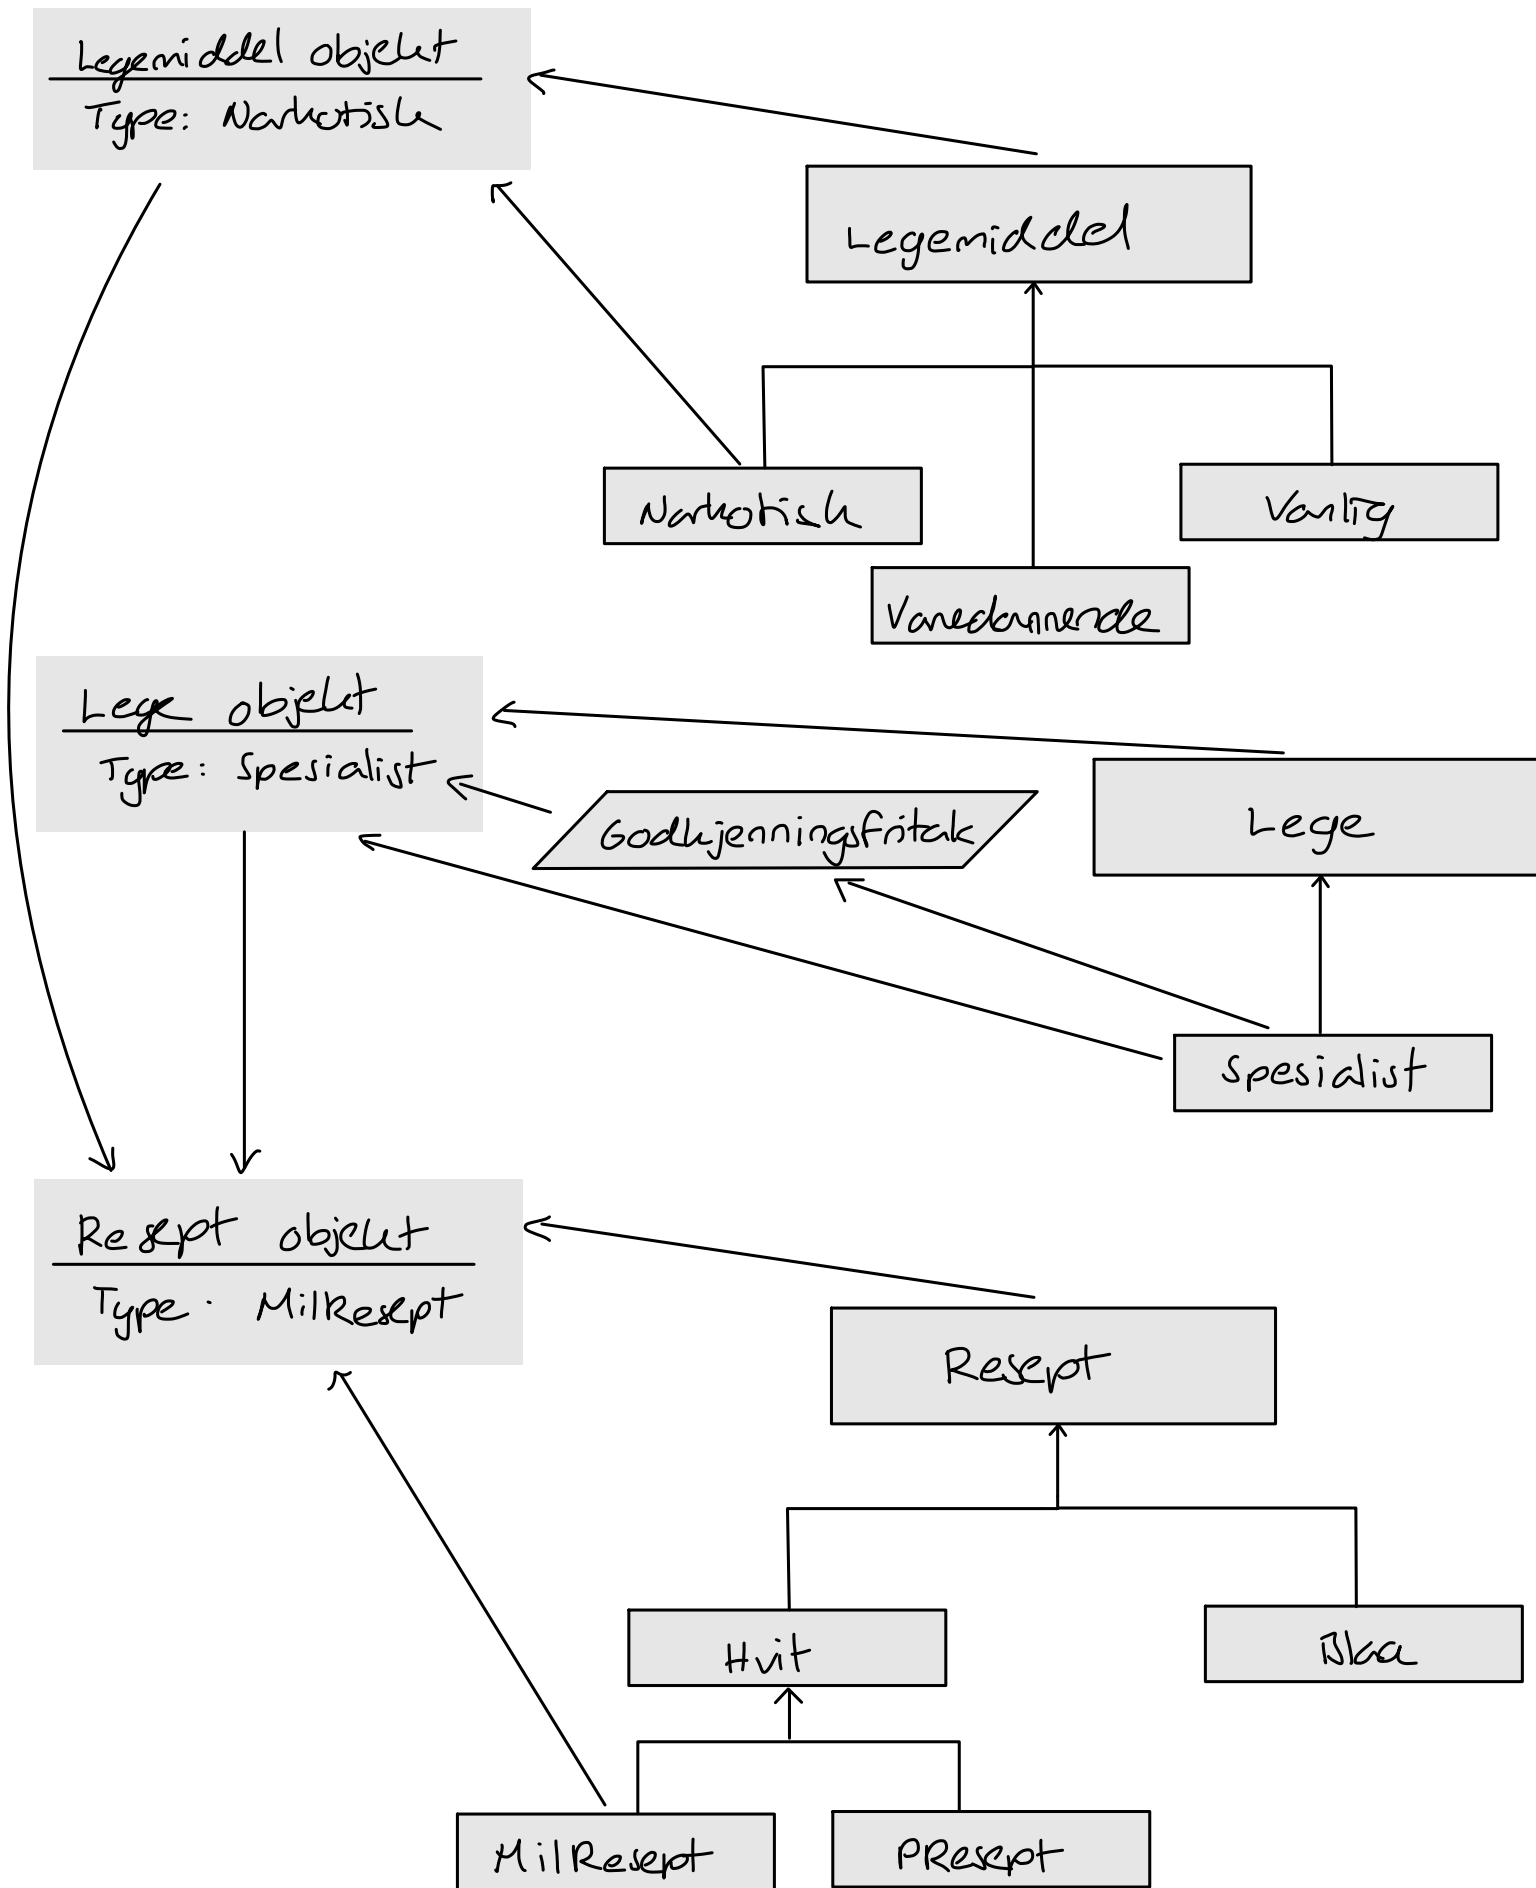 Legemiddel objekt
Type: Narkotisk
Legemiddel
Narkotisk
Vanlig
Vanedannende
Lege objekt
Type: Spesialist
Godkjenningsfritak
Lege
Spesialist
Resept objekt
Type · MilResept
Resept
Hvit
Blaa
MilResept
PResept